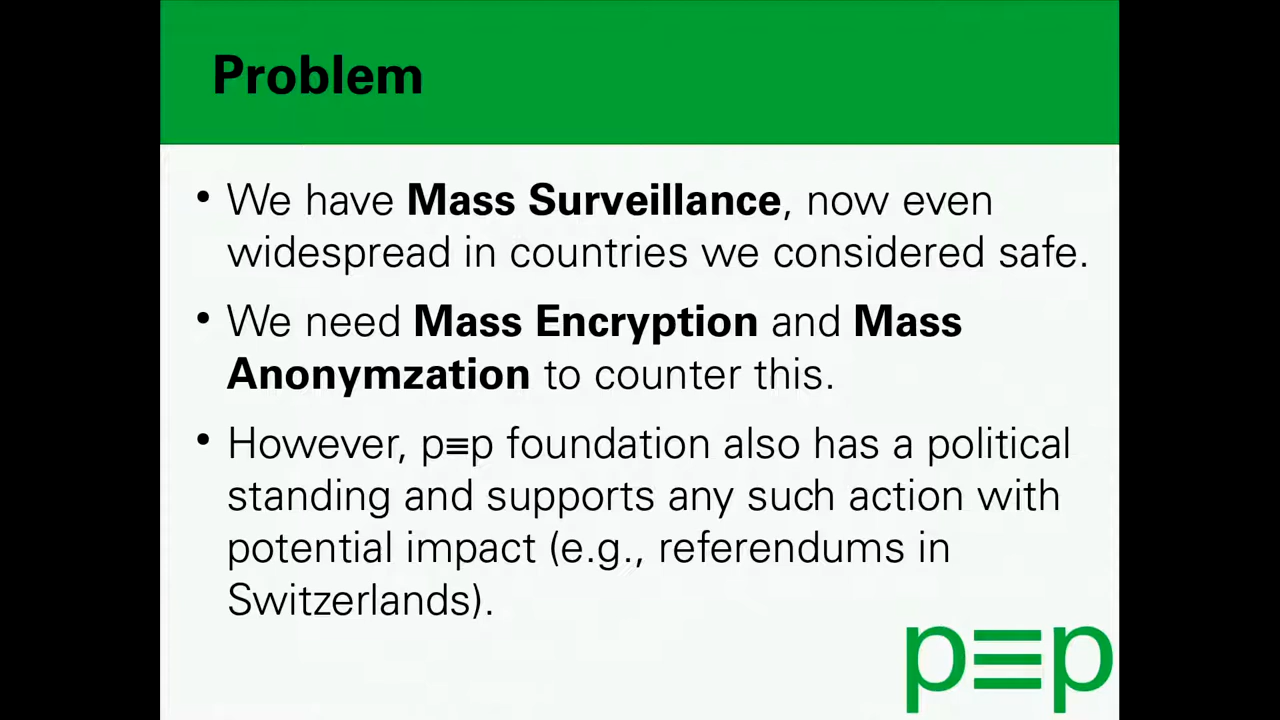 Problem
• We have Mass Surveillance, now even
widespread in countries we considered safe.
• We need Mass Encryption and Mass
Anonymzation to counter this.
• However, p≡p foundation also has a political
standing and supports any such action with
potential impact (e.g., referendums in
Switzerlands).
p≡p